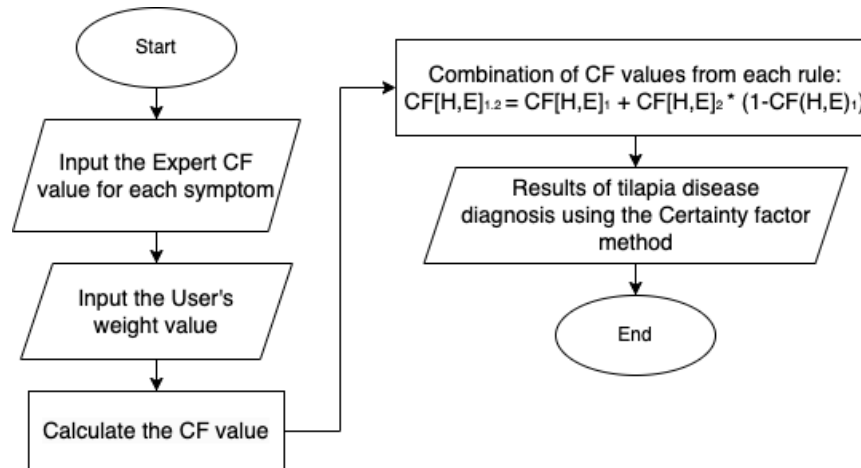 Start
Input the Expert CF
value for each symptom
Input the User's
weight value
Calculate the CF value
Combination of CF values from each rule:
CF[H,E]₁.₂ = CF[H,E]₁ + CF[H,E]₂ * (1-CF(H,E)₁)
Results of tilapia disease
diagnosis using the Certainty factor
method
End